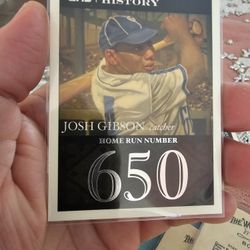 HISTORY
JOSH GIBSON catcher
HOME RUN NUMBER
650